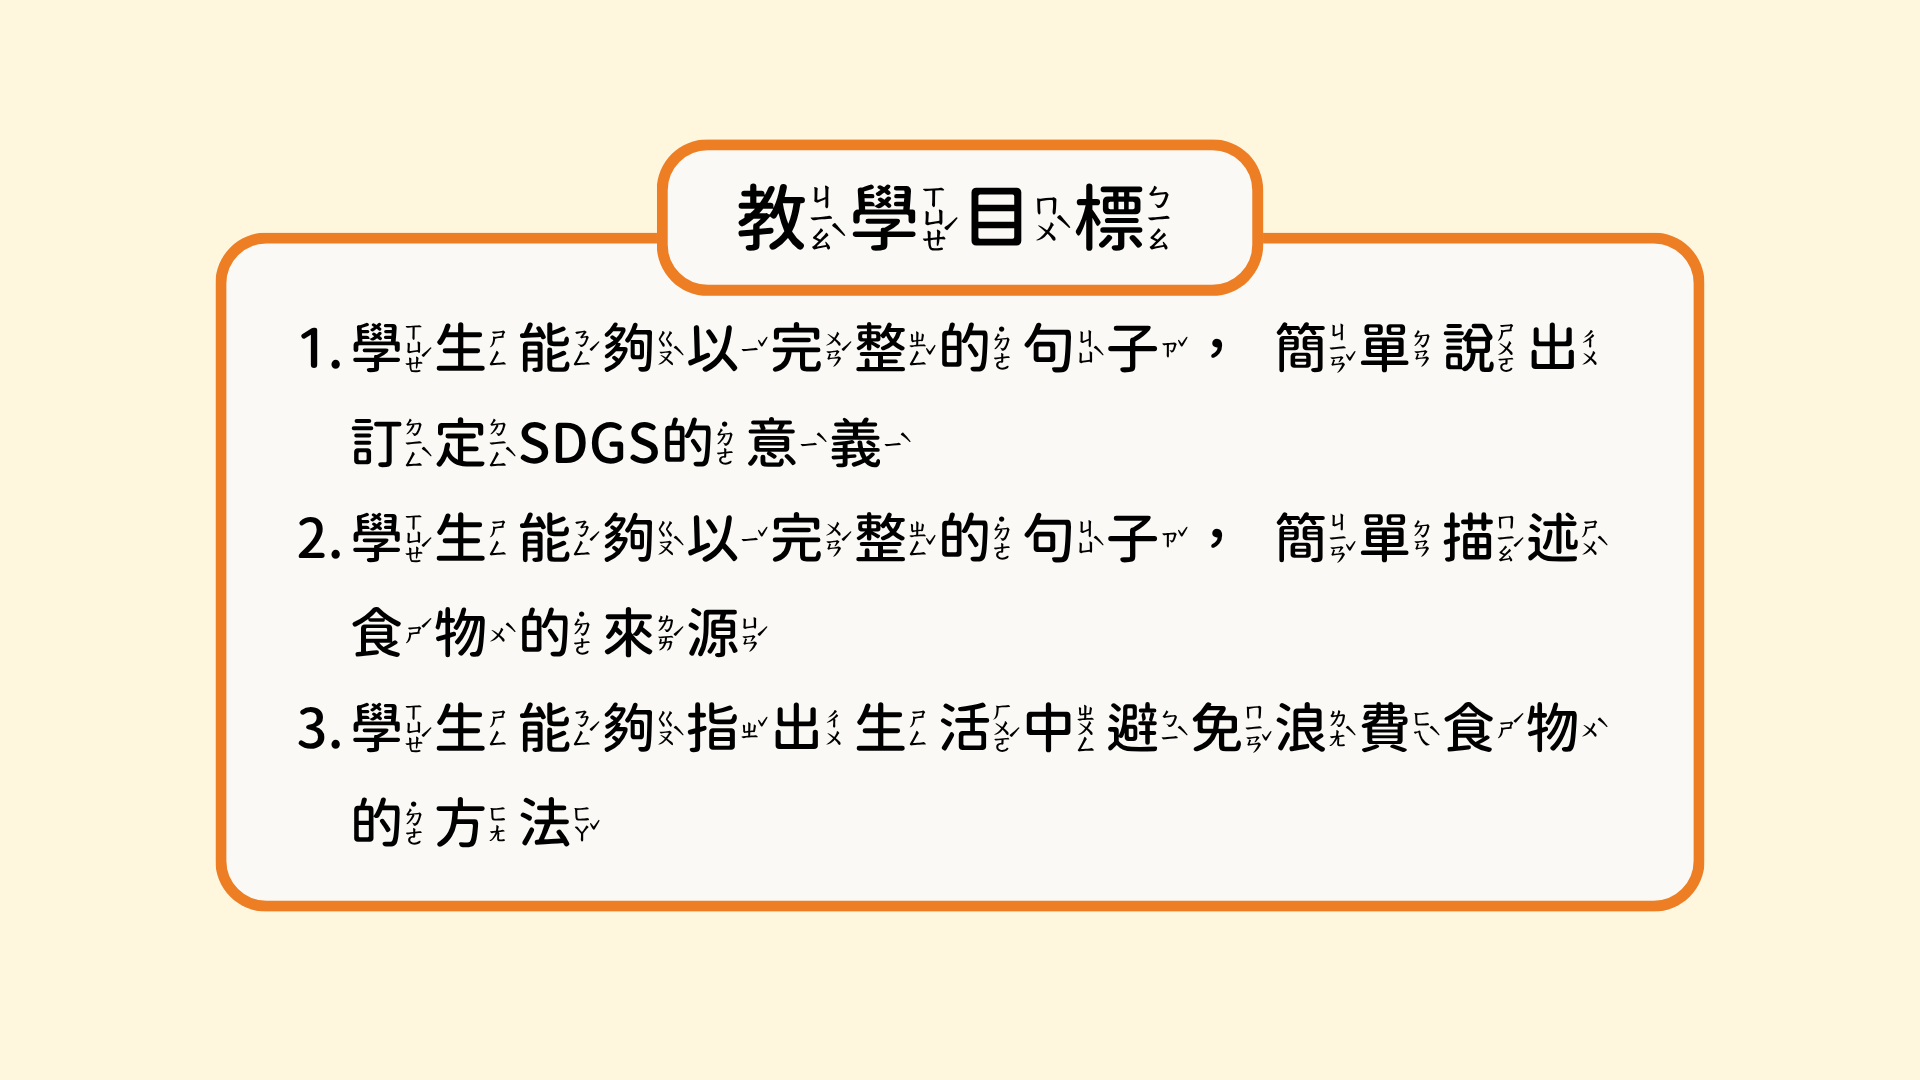 教學目標
1. 學生能夠以完整的句子，簡單說出
訂定SDGS的意義
2. 學生能夠以完整的句子，簡單描述
食物的來源
3. 學生能夠指出生活中避免浪費食物
的方法